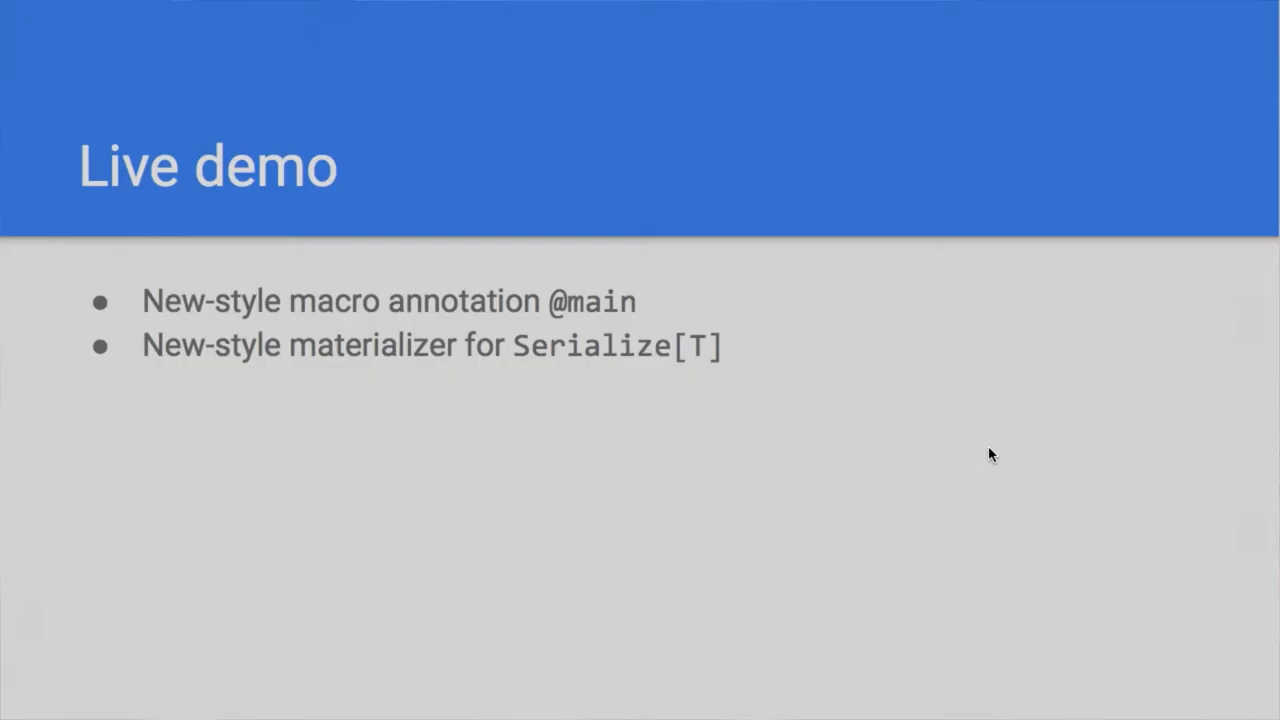 Live demo
● New-style macro annotation @main
● New-style materializer for Serialize[T]